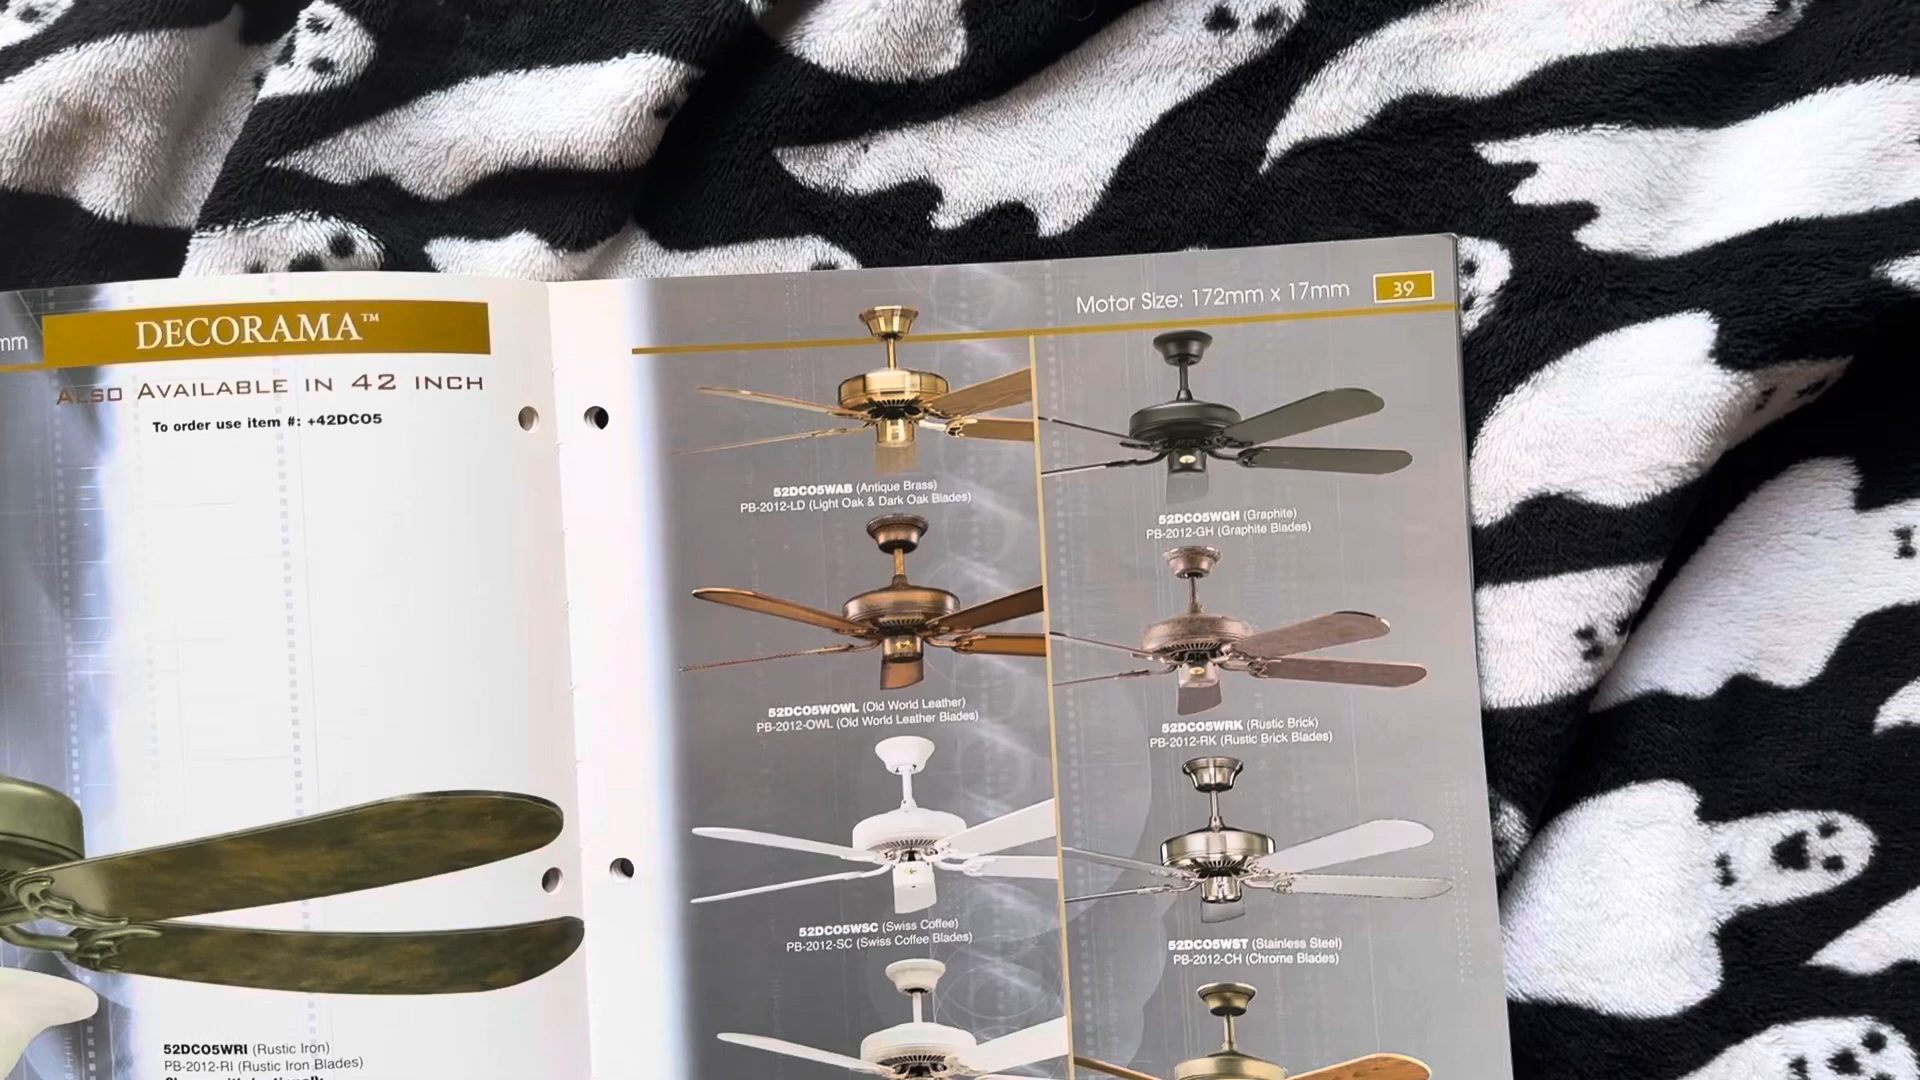 mm
DECORAMA™
ALSO AVAILABLE IN 42 INCH
To order use item #: +42DCO5
52DCO5WRI (Rustic Iron)
PB-2012-RI (Rustic Iron Blades)
Motor Size: 172mm x 17mm
39
52DCO5WAB (Antique Brass)
PB-2012-LD (Light Oak & Dark Oak Blades)
52DCO5WOWL (Old World Leather)
PB-2012-OWL (Old World Leather Blades)
52DCO5WSC (Swiss Coffee)
PB-2012-SC (Swiss Coffee Blades)
52DCO5WGH (Graphite)
PB-2012-GH (Graphite Blades)
52DCO5WRK (Rustic Brick)
PB-2012-RK (Rustic Brick Blades)
52DCO5WST (Stainless Steel)
PB-2012-CH (Chrome Blades)